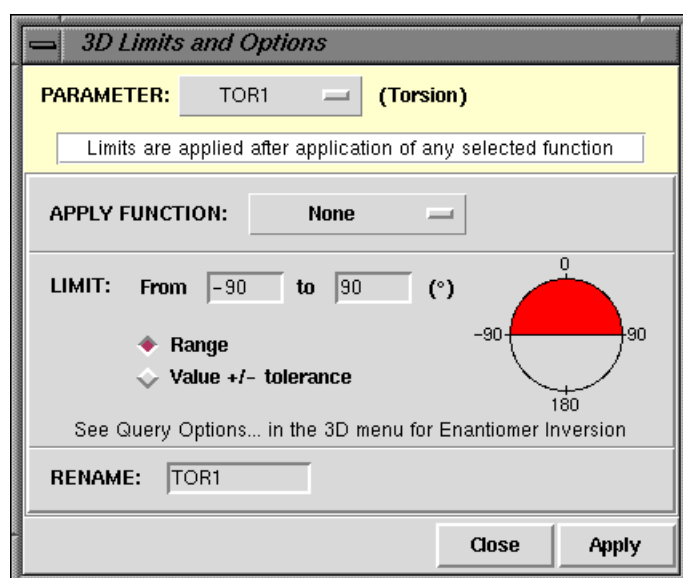 3D Limits and Options
PARAMETER: TOR1 (Torsion)
Limits are applied after application of any selected function
APPLY FUNCTION: None
LIMIT: From -90 to 90 (°)
0
-90 90
Range
Value +/- tolerance
180
See Query Options... in the 3D menu for Enantiomer Inversion
RENAME: TOR1
Close Apply